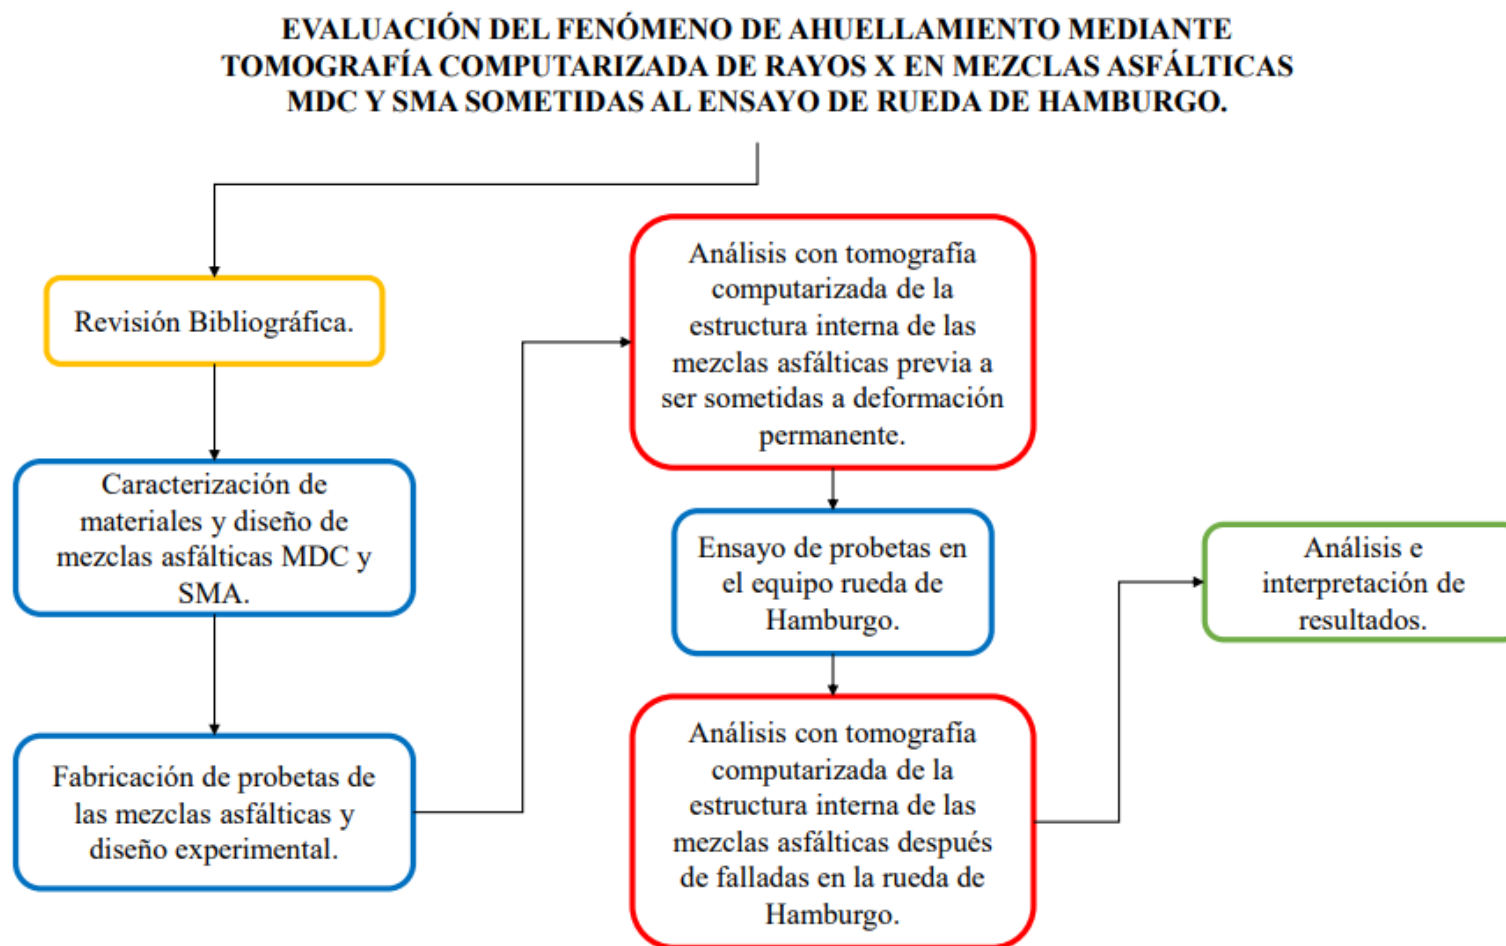 EVALUACIÓN DEL FENÓMENO DE AHUELLAMIENTO MEDIANTE
TOMOGRAFÍA COMPUTARIZADA DE RAYOS X EN MEZCLAS ASFÁLTICAS
MDC Y SMA SOMETIDAS AL ENSAYO DE RUEDA DE HAMBURGO.
Revisión Bibliográfica.
Caracterización de
materiales y diseño de
mezclas asfálticas MDC y
SMA.
Fabricación de probetas de
las mezclas asfálticas y
diseño experimental.
Análisis con tomografía
computarizada de la
estructura interna de las
mezclas asfálticas previa a
ser sometidas a deformación
permanente.
Ensayo de probetas en
el equipo rueda de
Hamburgo.
Análisis con tomografía
computarizada de la
estructura interna de las
mezclas asfálticas después
de falladas en la rueda de
Hamburgo.
Análisis e
interpretación de
resultados.